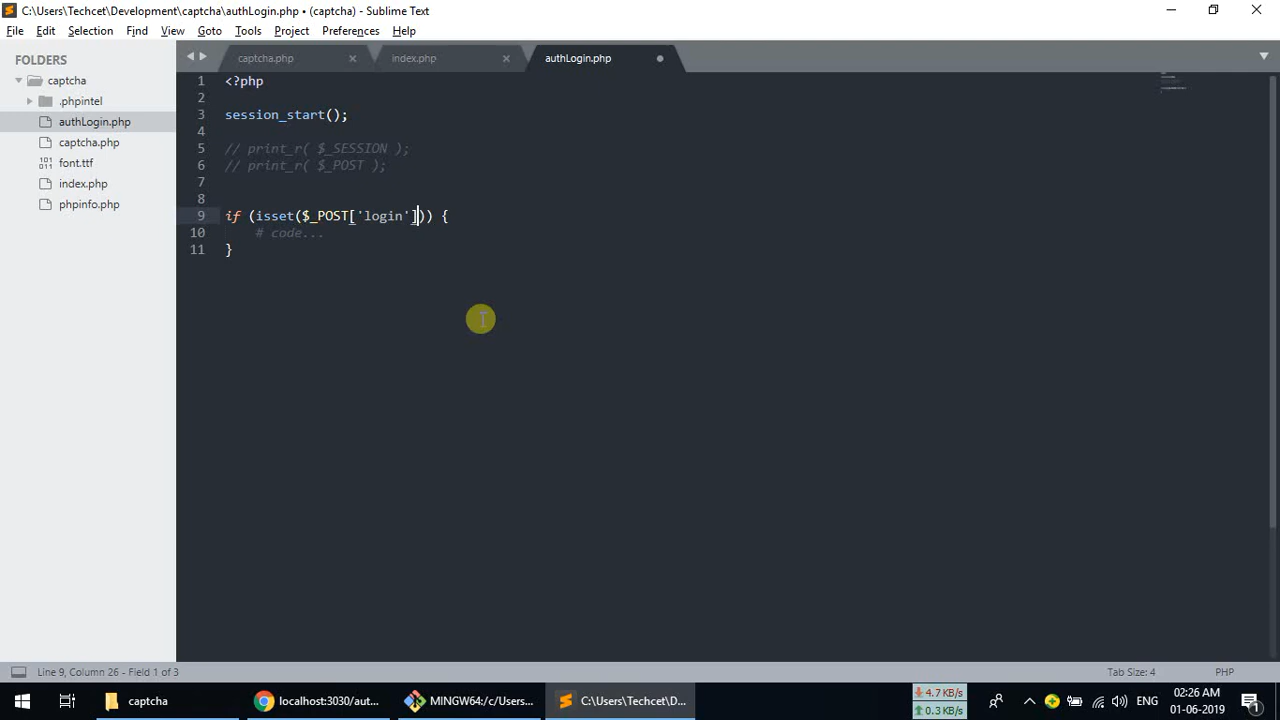 C:\Users\Techcet\Development\captcha\authLogin.php • (captcha) - Sublime Text
File Edit Selection Find View Goto Tools Project Preferences Help
FOLDERS
captcha
.phpintel
authLogin.php
captcha.php
font.ttf
index.php
phpinfo.php
captcha.php index.php authLogin.php
1 <?php
2
3 session_start();
4
5 // print_r( $_SESSION );
6 // print_r( $_POST );
7
8
9 if (isset($_POST['login'])) {
10 # code...
11 }
Line 9, Column 26 - Field 1 of 3 Tab Size: 4 PHP
captcha localhost:3030/aut... MINGW64:/c/Users... C:\Users\Techcet\D... 4.7 KB/s 0.3 KB/s ENG 02:26 AM 01-06-2019 1